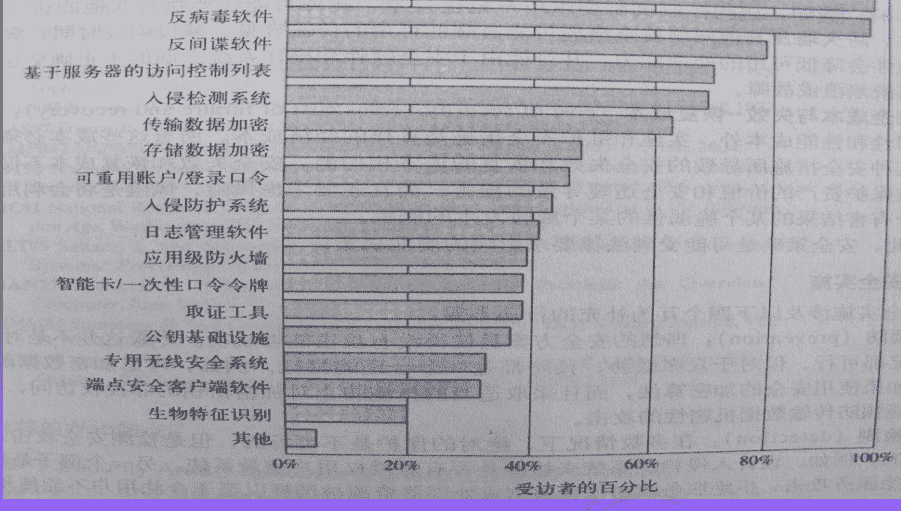 反病毒软件
反间谍软件
基于服务器的访问控制列表
入侵检测系统
传输数据加密
存储数据加密
可重用账户/登录口令
入侵防护系统
日志管理软件
应用级防火墙
智能卡/一次性口令令牌
取证工具
公钥基础设施
专用无线安全系统
端点安全客户端软件
生物特征识别
其他
0% 20% 40% 60% 80% 100%
受访者的百分比